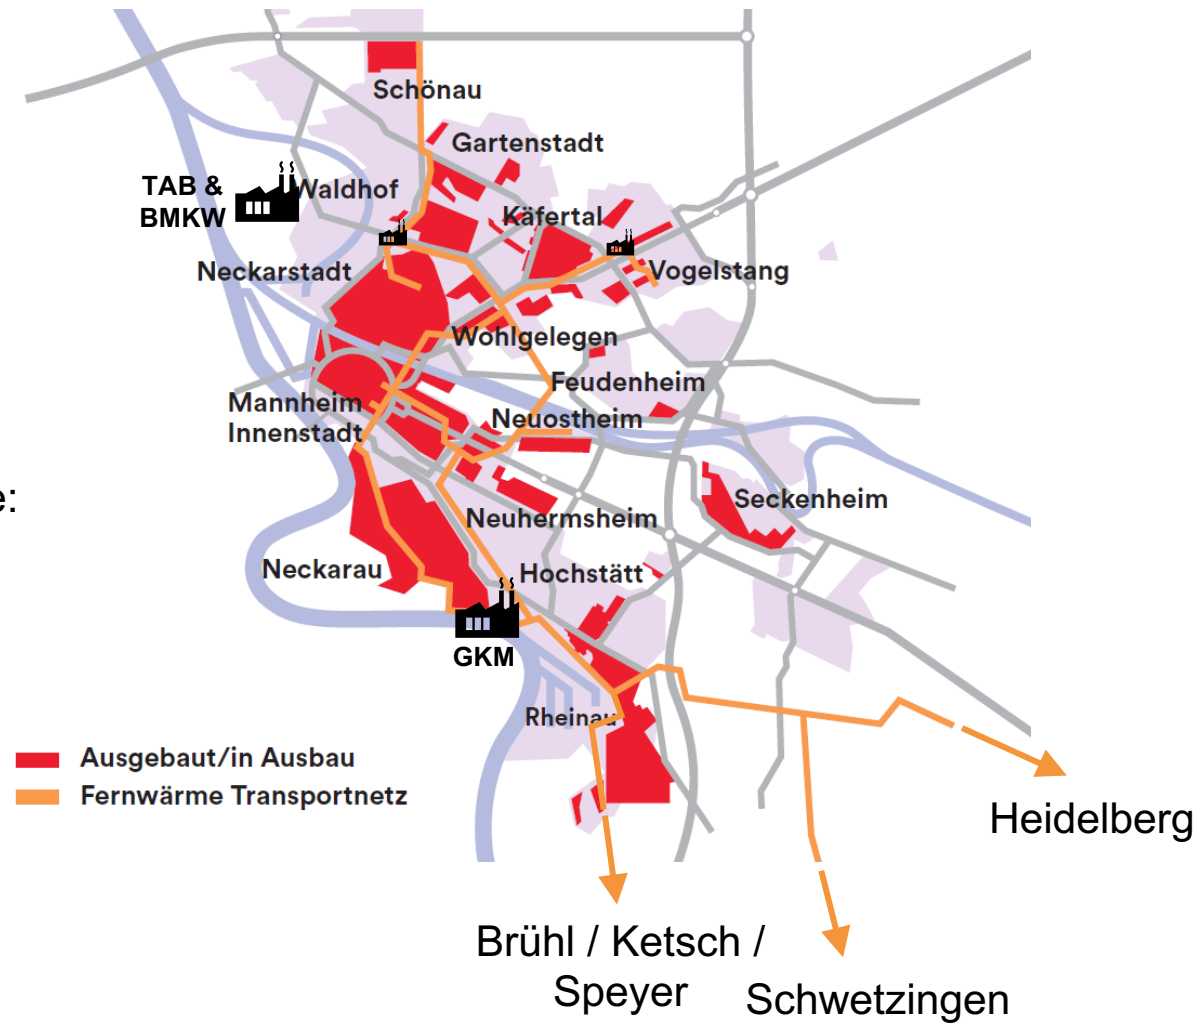 Schönau
Gartenstadt
TAB &
BMKW
Waldhof
Käfertal
Neckarstadt
Vogelstang
Wohlgelegen
Feudenheim
Mannheim
Innenstadt
Neuostheim
e:
Seckenheim
Neuhermsheim
Neckarau
Hochstätt
GKM
Rheinau
Ausgebaut/in Ausbau
Fernwärme Transportnetz
Heidelberg
Brühl / Ketsch /
Speyer
Schwetzingen